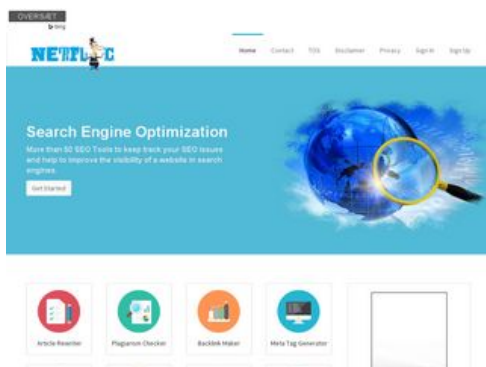 OVERSÆT
bing
Home Contact TOS Disclaimer Privacy Sign In Sign Up
Search Engine Optimization
More than 50 SEO Tools to keep track your SEO issues
and help to improve the visibility of a website in search
engines.
Get Started
Article Rewriter Plagiarism Checker Backlink Maker Meta Tag Generator